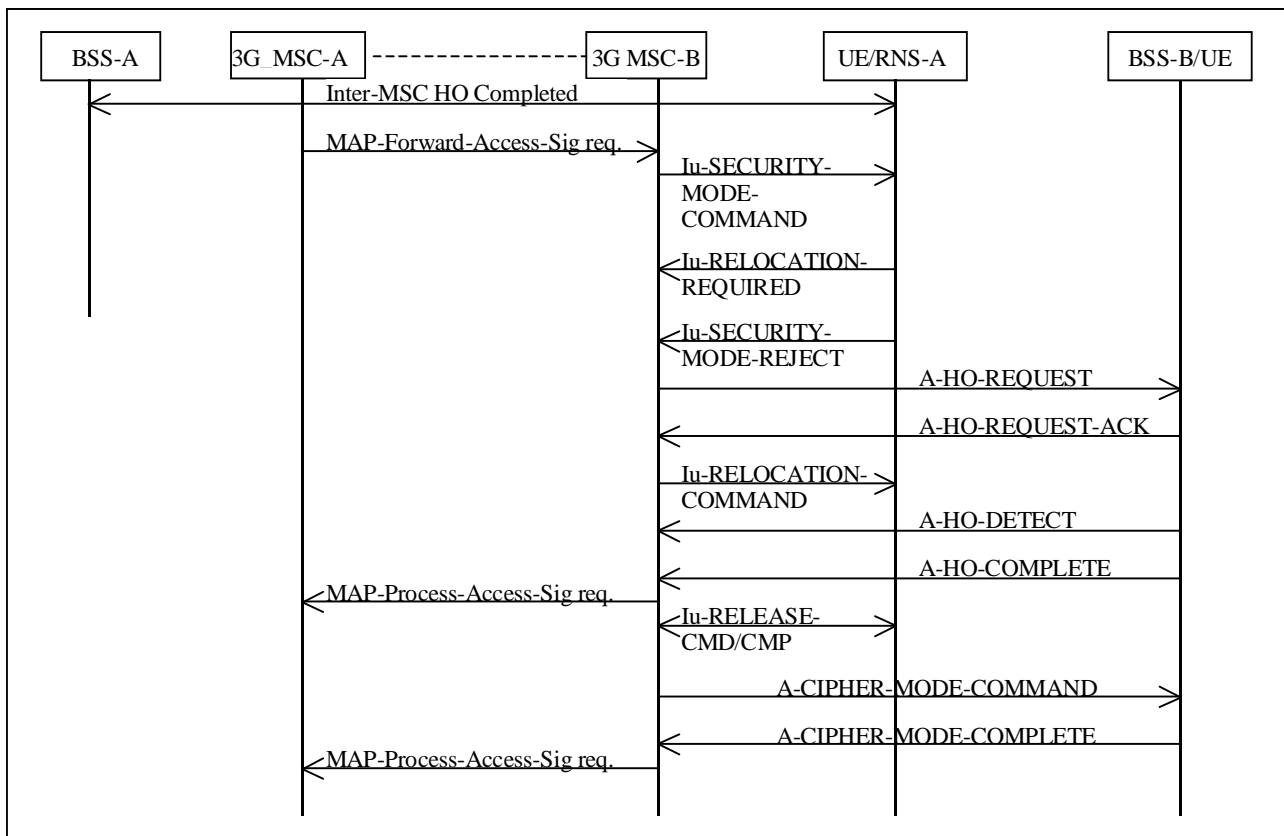 BSS-A
3G_MSC-A
3G MSC-B
UE/RNS-A
BSS-B/UE
Inter-MSC HO Completed
MAP-Forward-Access-Sig req.
Iu-SECURITY-
MODE-
COMMAND
Iu-RELOCATION-
REQUIRED
Iu-SECURITY-
MODE-REJECT
A-HO-REQUEST
A-HO-REQUEST-ACK
Iu-RELOCATION-
COMMAND
A-HO-DETECT
A-HO-COMPLETE
MAP-Process-Access-Sig req.
Iu-RELEASE-
CMD/CMP
A-CIPHER-MODE-COMMAND
A-CIPHER-MODE-COMPLETE
MAP-Process-Access-Sig req.